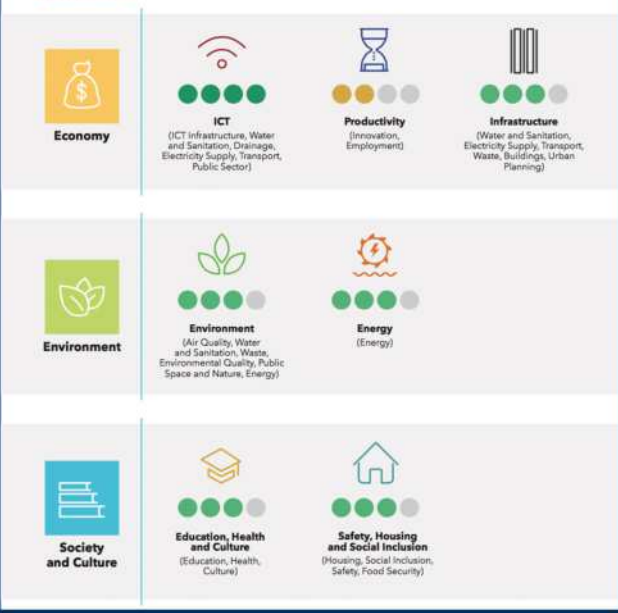 $
Economy
ICT
(ICT Infrastructure, Water
and Sanitation, Drainage,
Electricity Supply, Transport,
Public Sector)
Productivity
(Innovation,
Employment)
Infrastructure
(Water and Sanitation,
Electricity Supply, Transport,
Waste, Buildings, Urban
Planning)
Environment
Environment
(Air Quality, Water
and Sanitation, Waste,
Environmental Quality, Public
Space and Nature, Energy)
Energy
(Energy)
Society
and Culture
Education, Health
and Culture
(Education, Health,
Culture)
Safety, Housing
and Social Inclusion
(Housing, Social Inclusion,
Safety, Food Security)